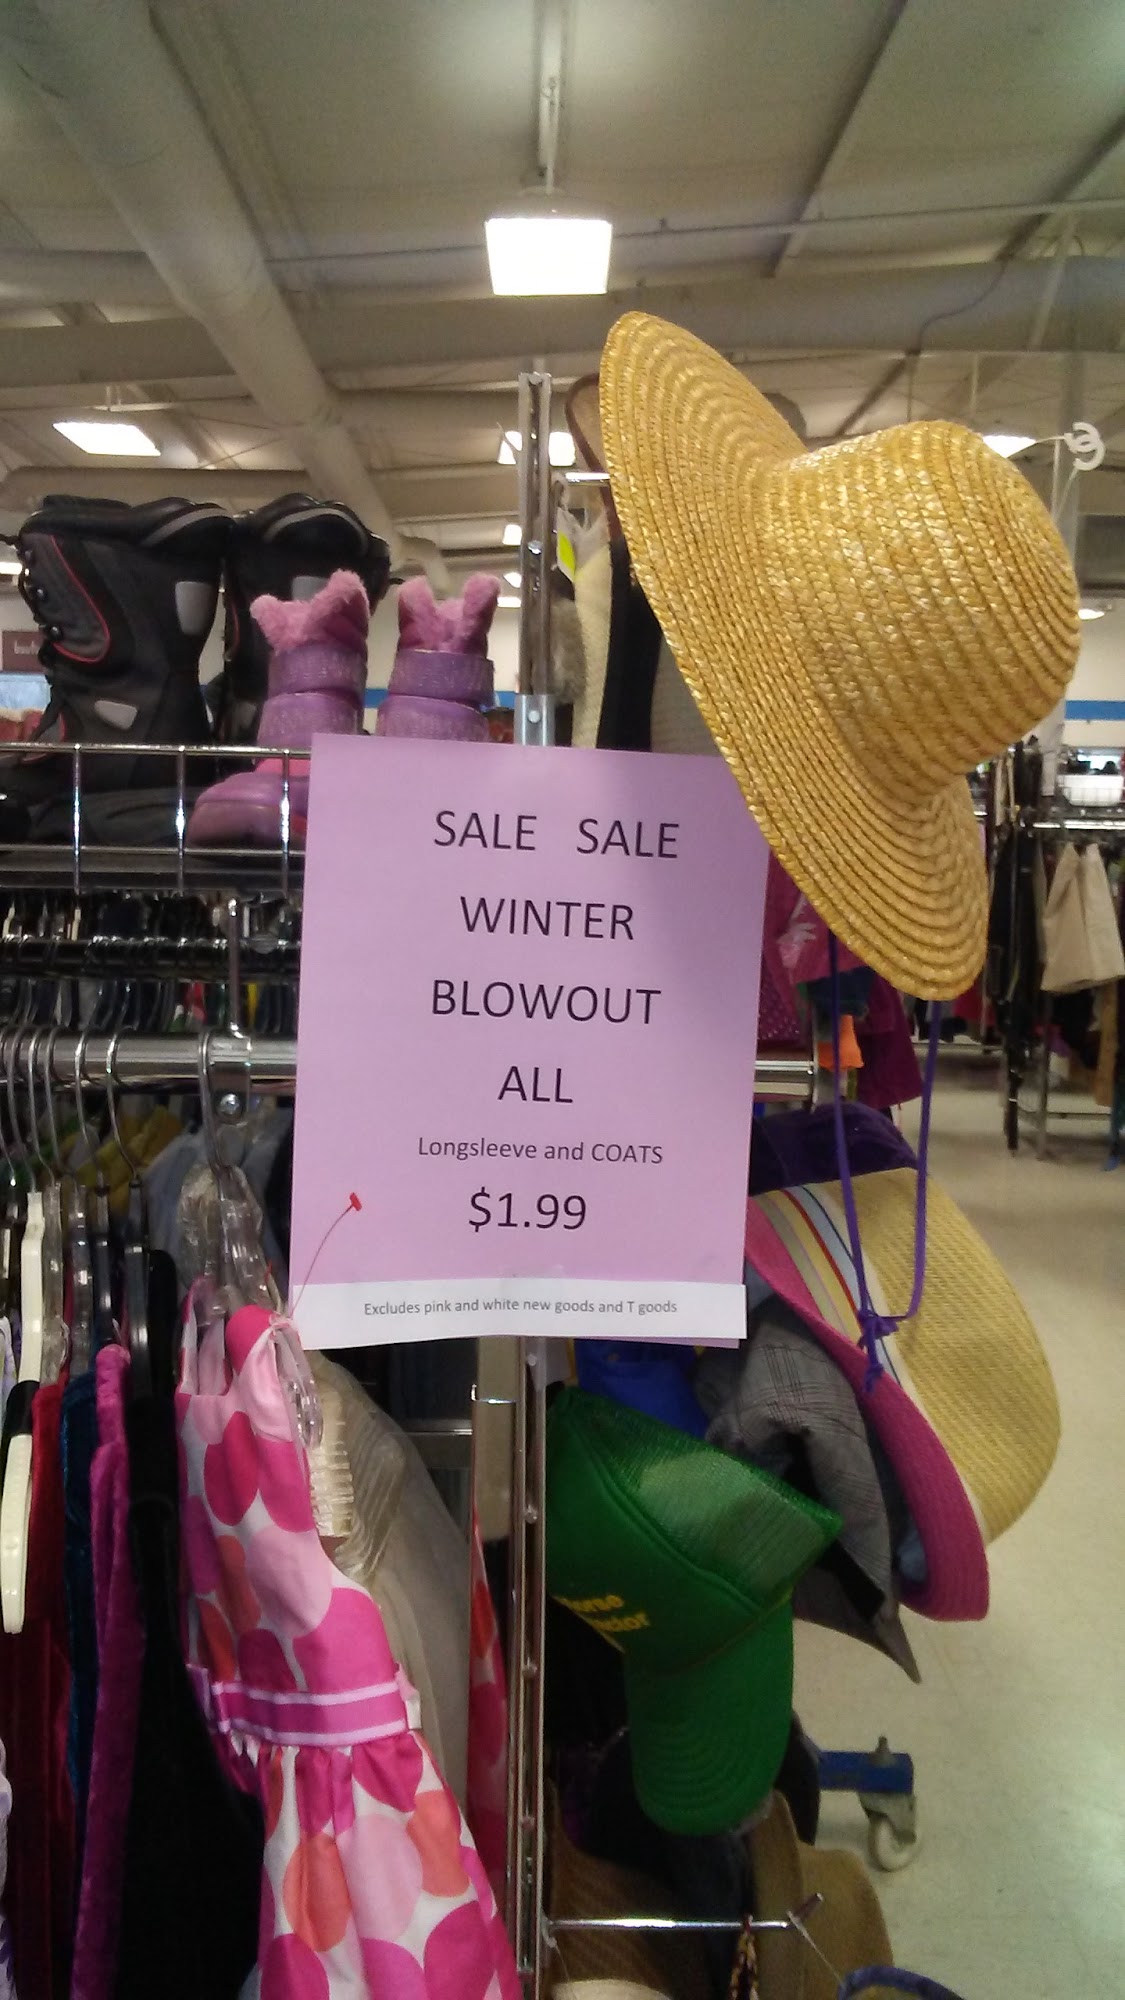 SALE SALE
WINTER
BLOWOUT
ALL
Longsleeve and COATS
$1.99
Excludes pink and white new goods and T goods